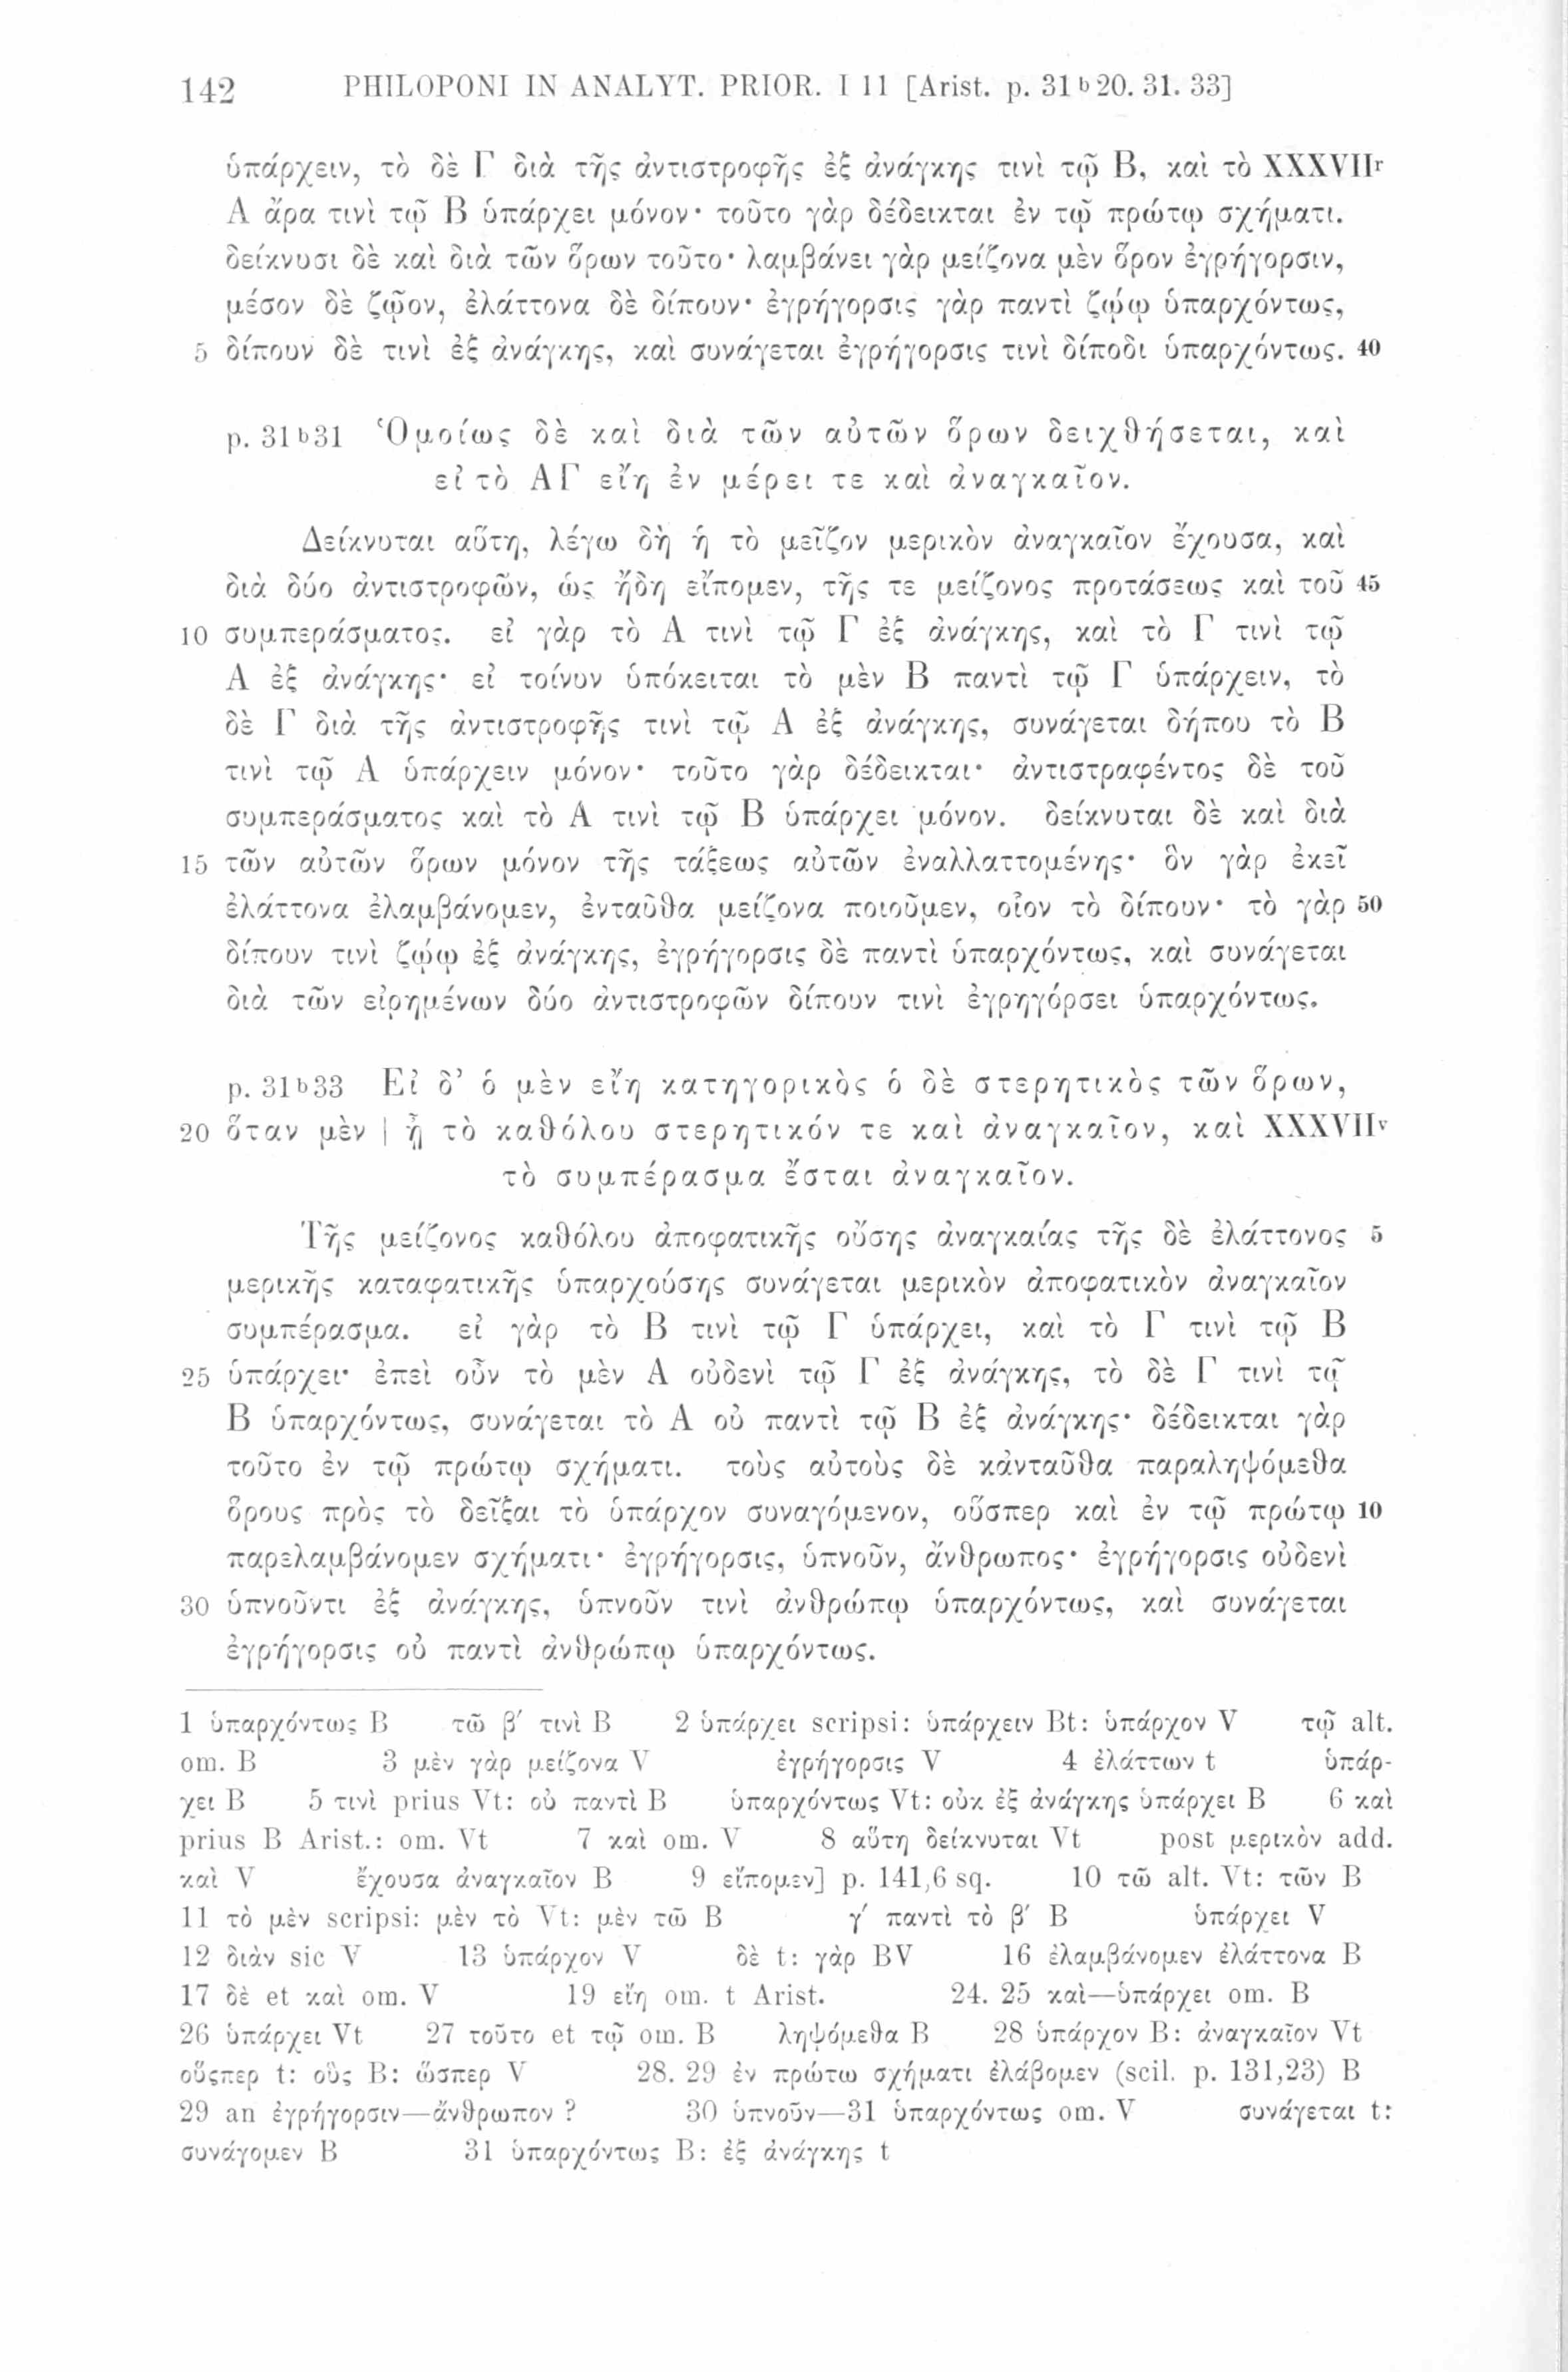 142 PHILOPONI IN ANALYT. PRIOR. I 11 [Arist. p. 31 b 20. 31. 33]
ὑπάρχειν, τὸ δὲ Γ διὰ τῆς ἀντιστροφῆς ἐξ ἀνάγκης τινὶ τῷ Β, καὶ τὸ XXXVIIr
Α ἄρα τινὶ τῷ Β ὑπάρχει μόνον· τοῦτο γὰρ δέδεικται ἐν τῷ πρώτῳ σχήματι.
δείκνυσι δὲ καὶ διὰ τῶν ὅρων τοῦτο· λαμβάνει γὰρ μείζονα μὲν ὅρον ἐγρήγορσιν,
μέσον δὲ ζῷον, ἐλάττονα δὲ δίπουν· ἐγρήγορσις γὰρ παντὶ ζῴῳ ὑπαρχόντως,
5 δίπουν δὲ τινὶ ἐξ ἀνάγκης, καὶ συνάγεται ἐγρήγορσις τινὶ δίποδι ὑπαρχόντως. 40
p. 31b31 Ὁμοίως δὲ καὶ διὰ τῶν αὐτῶν ὅρων δειχθήσεται, καὶ
εἰ τὸ ΑΓ εἴη ἐν μέρει τε καὶ ἀναγκαῖον.
Δείκνυται αὕτη, λέγω δὴ ἡ τὸ μεῖζον μερικὸν ἀναγκαῖον ἔχουσα, καὶ
διὰ δύο ἀντιστροφῶν, ὡς ἤδη εἴπομεν, τῆς τε μείζονος προτάσεως καὶ τοῦ 45
10 συμπεράσματος. εἰ γὰρ τὸ Α τινὶ τῷ Γ ἐξ ἀνάγκης, καὶ τὸ Γ τινὶ τῷ
Α ἐξ ἀνάγκης· εἰ τοίνυν ὑπόκειται τὸ μὲν Β παντὶ τῷ Γ ὑπάρχειν, τὸ
δὲ Γ διὰ τῆς ἀντιστροφῆς τινὶ τῷ Α ἐξ ἀνάγκης, συνάγεται δήπου τὸ Β
τινὶ τῷ Α ὑπάρχειν μόνον· τοῦτο γὰρ δέδεικται· ἀντιστραφέντος δὲ τοῦ
συμπεράσματος καὶ τὸ Α τινὶ τῷ Β ὑπάρχει μόνον. δείκνυται δὲ καὶ διὰ
15 τῶν αὐτῶν ὅρων μόνον τῆς τάξεως αὐτῶν ἐναλλαττομένης· ὃν γὰρ ἐκεῖ
ἐλάττονα ἐλαμβάνομεν, ἐνταῦθα μείζονα ποιοῦμεν, οἷον τὸ δίπουν· τὸ γὰρ 50
δίπουν τινὶ ζῴῳ ἐξ ἀνάγκης, ἐγρήγορσις δὲ παντὶ ὑπαρχόντως, καὶ συνάγεται
διὰ τῶν εἰρημένων δύο ἀντιστροφῶν δίπουν τινὶ ἐγρηγόρσει ὑπαρχόντως.
p. 31b33 Εἰ δ’ ὁ μὲν εἴη κατηγορικὸς ὁ δὲ στερητικὸς τῶν ὅρων,
20 ὅταν μὲν | ᾖ τὸ καθόλου στερητικόν τε καὶ ἀναγκαῖον, καὶ XXXVIIv
τὸ συμπέρασμα ἔσται ἀναγκαῖον.
Τῆς μείζονος καθόλου ἀποφατικῆς οὔσης ἀναγκαίας τῆς δὲ ἐλάττονος 5
μερικῆς καταφατικῆς ὑπαρχούσης συνάγεται μερικὸν ἀποφατικὸν ἀναγκαῖον
συμπέρασμα. εἰ γὰρ τὸ Β τινὶ τῷ Γ ὑπάρχει, καὶ τὸ Γ τινὶ τῷ Β
25 ὑπάρχει· ἐπεὶ οὖν τὸ μὲν Α οὐδενὶ τῷ Γ ἐξ ἀνάγκης, τὸ δὲ Γ τινὶ τῷ
Β ὑπαρχόντως, συνάγεται τὸ Α οὐ παντὶ τῷ Β ἐξ ἀνάγκης· δέδεικται γὰρ
τοῦτο ἐν τῷ πρώτῳ σχήματι. τοὺς αὐτοὺς δὲ κἀνταῦθα παραληψόμεθα
ὅρους πρὸς τὸ δεῖξαι τὸ ὑπάρχον συναγόμενον, οὕσπερ καὶ ἐν τῷ πρώτῳ 10
παρελαμβάνομεν σχήματι· ἐγρήγορσις, ὑπνοῦν, ἄνθρωπος· ἐγρήγορσις οὐδενὶ
30 ὑπνοῦντι ἐξ ἀνάγκης, ὑπνοῦν τινὶ ἀνθρώπῳ ὑπαρχόντως, καὶ συνάγεται
ἐγρήγορσις οὐ παντὶ ἀνθρώπῳ ὑπαρχόντως.
1 ὑπαρχόντως B τῶ β′ τινὶ B 2 ὑπάρχει scripsi: ὑπάρχειν Bt: ὑπάρχον V τῷ alt.
om. B 3 μὲν γὰρ μείζονα V ἐγρήγορσις V 4 ἐλάττων t ὑπάρ-
χει B 5 τινὶ prius Vt: οὐ παντὶ B ὑπαρχόντως Vt: οὐκ ἐξ ἀνάγκης ὑπάρχει B 6 καὶ
prius B Arist.: om. Vt 7 καὶ om. V 8 αὕτη δείκνυται Vt post μερικὸν add.
καὶ V ἔχουσα ἀναγκαῖον B 9 εἴπομεν] p. 141,6 sq. 10 τῶ alt. Vt: τῶν B
11 τὸ μὲν scripsi: μὲν τὸ Vt: μὲν τῶ B γ′ παντὶ τὸ β′ B ὑπάρχει V
12 διὰν sic V 13 ὑπάρχον V δὲ t: γὰρ BV 16 ἐλαμβάνομεν ἐλάττονα B
17 δὲ et καὶ om. V 19 εἴη om. t Arist. 24. 25 καὶ—ὑπάρχει om. B
26 ὑπάρχει Vt 27 τοῦτο et τῷ om. B ληψόμεθα B 28 ὑπάρχον B: ἀναγκαῖον Vt
οὕςπερ t: οὓς B: ὥσπερ V 28. 29 ἐν πρώτω σχήματι ἐλάβομεν (scil. p. 131,23) B
29 an ἐγρήγορσιν—ἄνθρωπον ? 30 ὑπνοῦν—31 ὑπαρχόντως om. V συνάγεται t:
συνάγομεν B 31 ὑπαρχόντως B: ἐξ ἀνάγκης t